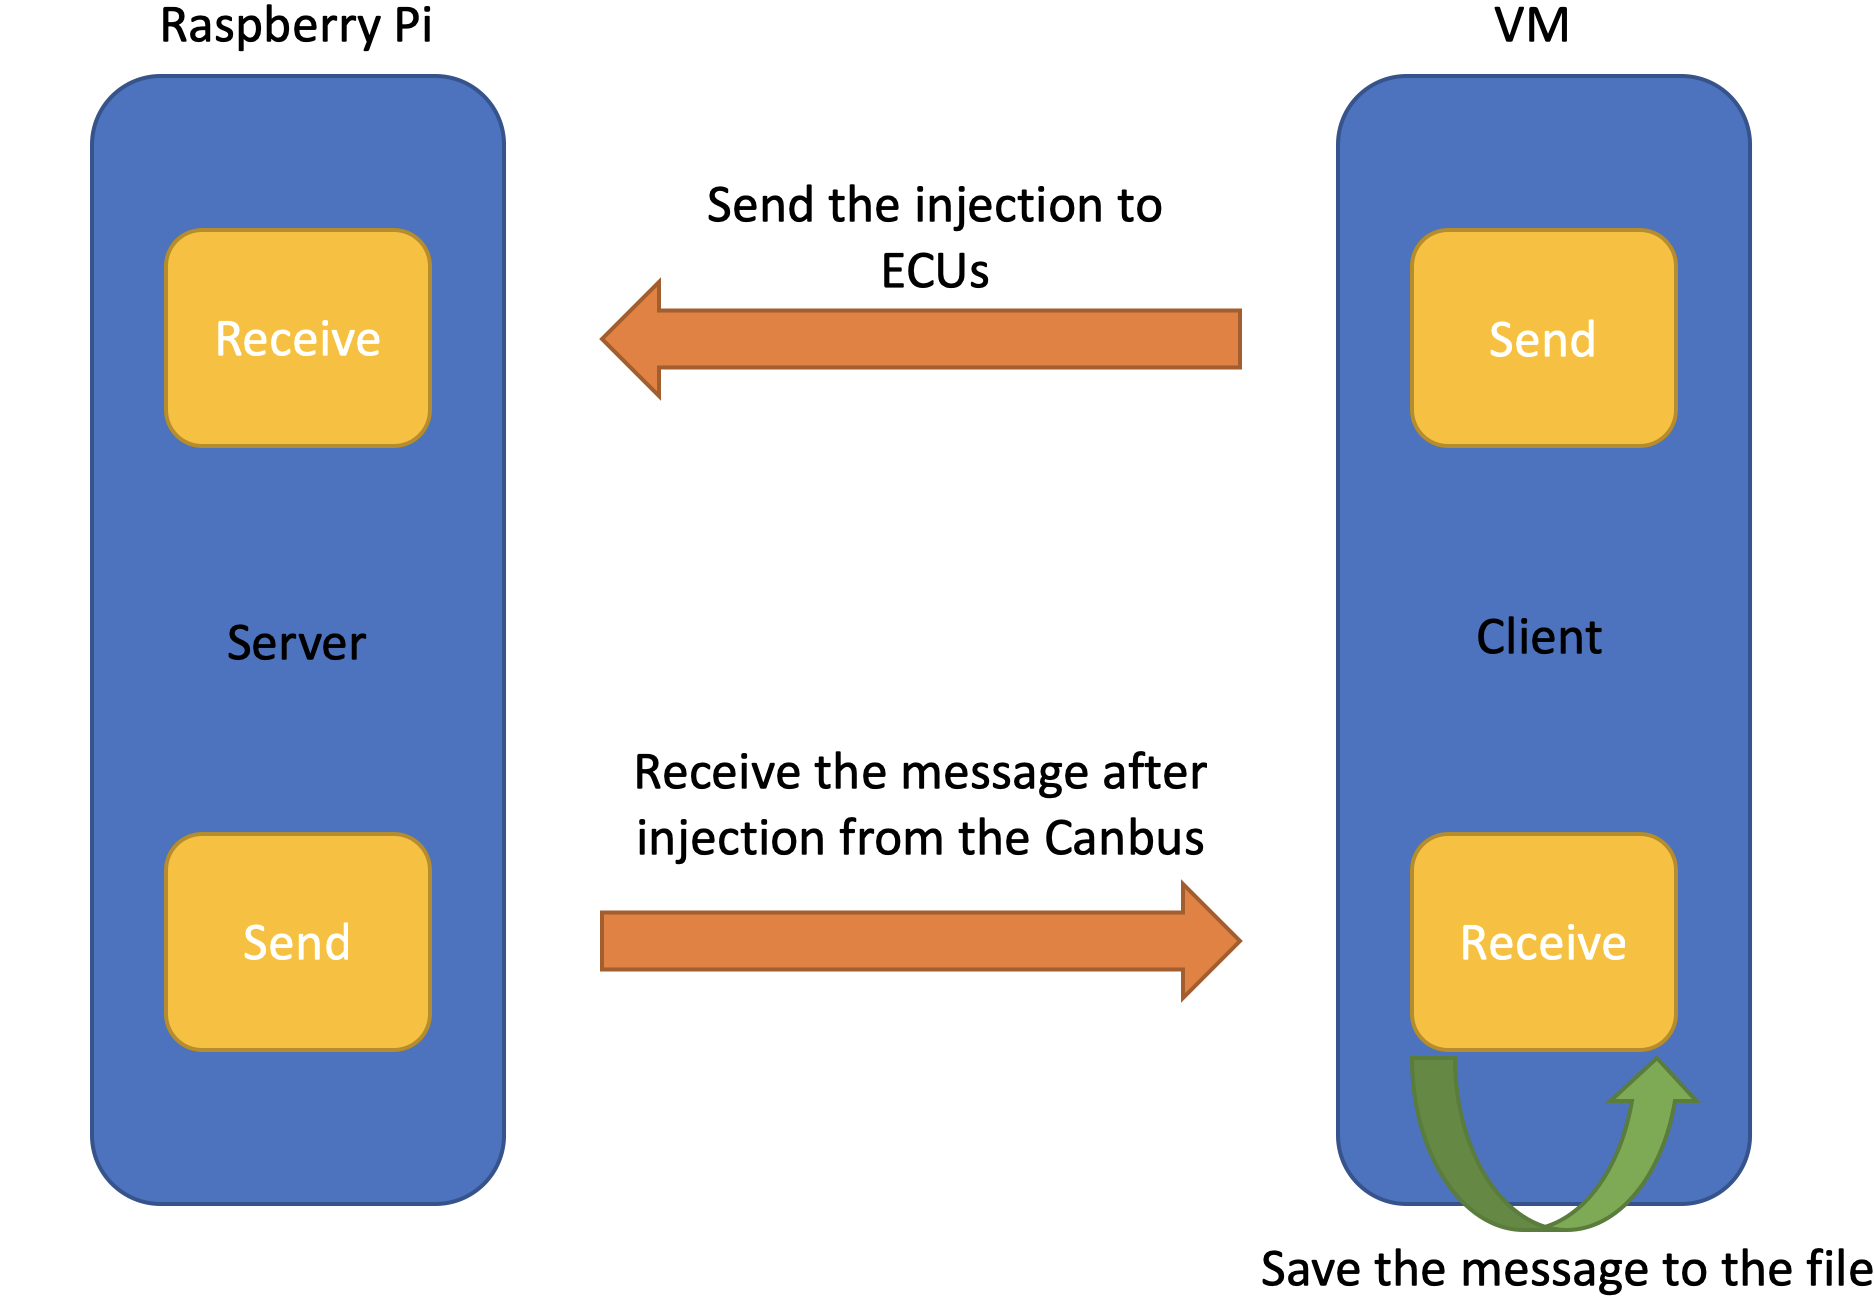 Raspberry Pi
VM
Send the injection to
ECUs
Receive
Send
Server
Client
Receive the message after
injection from the Canbus
Send
Receive
Save the message to the file